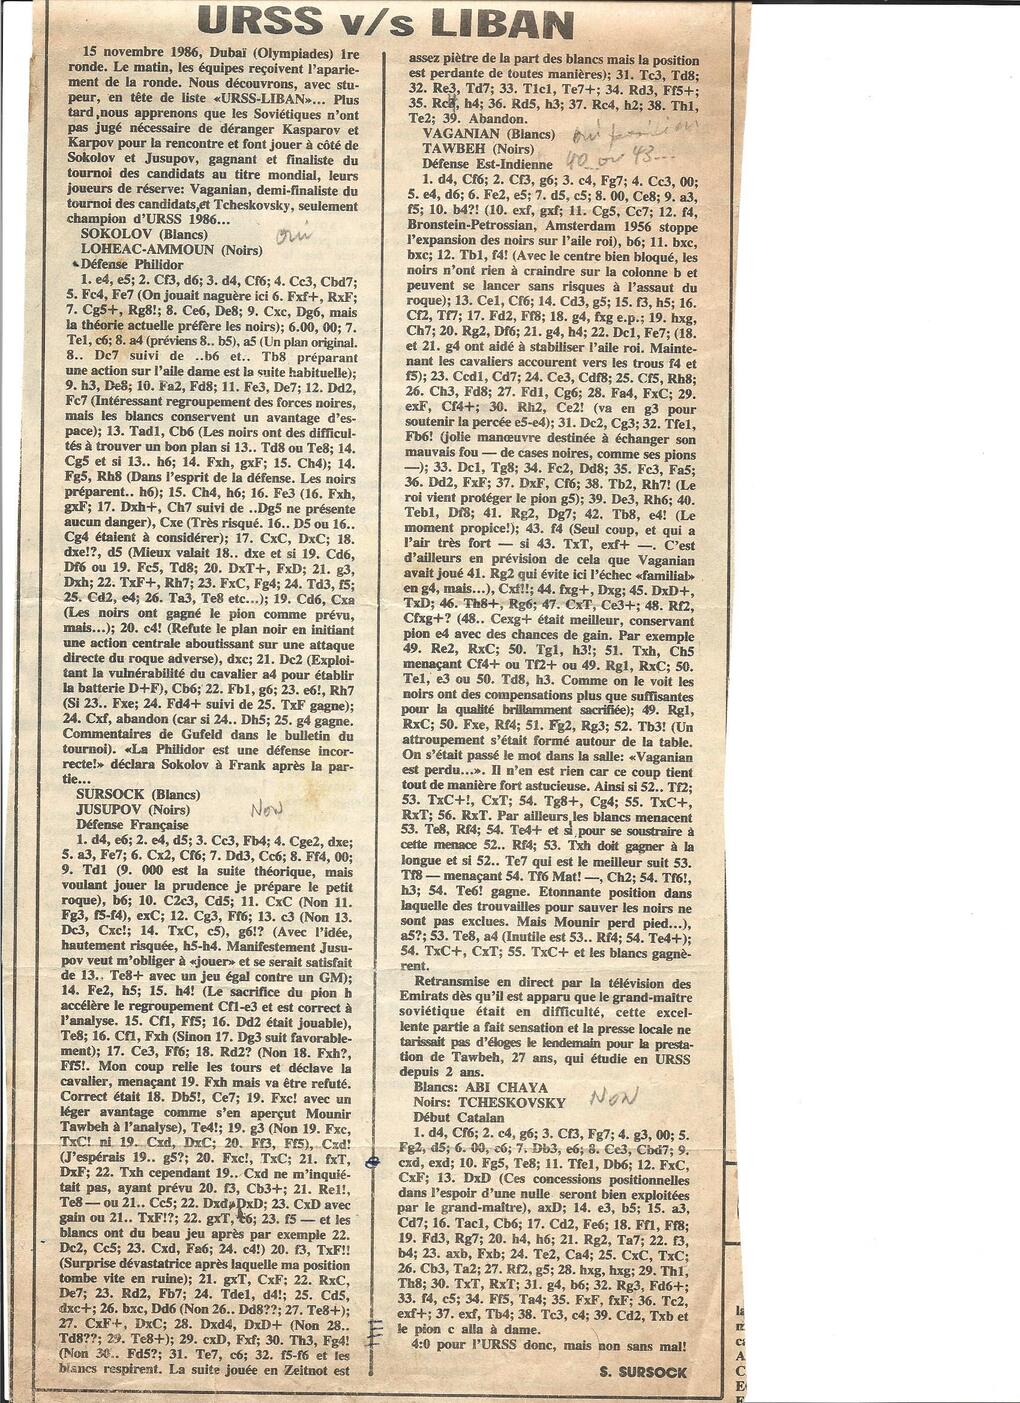 URSS v/s LIBAN
15 novembre 1986, Dubaï (Olympiades) 1re
ronde. Le matin, les équipes reçoivent l'apparie-
ment de la ronde. Nous découvrons, avec stu-
peur, en tête de liste «URSS-LIBAN»... Plus
tard, nous apprenons que les Soviétiques n'ont
pas jugé nécessaire de déranger Kasparov et
Karpov pour la rencontre et font jouer à côté de
Sokolov et Jusupov, gagnant et finaliste du
tournoi des candidats au titre mondial, leurs
joueurs de réserve: Vaganian, demi-finaliste du
tournoi des candidats,et Tcheskovsky, seulement
champion d'URSS 1986...
SOKOLOV (Blancs)
oui
LOHEAC-AMMOUN (Noirs)
Défense Philidor
1. e4, e5; 2. Cf3, d6; 3. d4, Cf6; 4. Cc3, Cbd7;
5. Fc4, Fe7 (On jouait naguère ici 6. Fxf+, RxF;
7. Cg5+, Rg8!; 8. Ce6, De8; 9. Cxc, Dg6, mais
la théorie actuelle préfère les noirs); 6.00, 00; 7.
Te1, c6; 8. a4 (préviens 8.. b5), a5 (Un plan original.
8.. Dc7 suivi de ..b6 et.. Tb8 préparant
une action sur l'aile dame est la suite habituelle);
9. h3, De8; 10. Fa2, Fd8; 11. Fe3, De7; 12. Dd2,
Fc7 (Intéressant regroupement des forces noires,
mais les blancs conservent un avantage d'es-
pace); 13. Tad1, Cb6 (Les noirs ont des difficul-
tés à trouver un bon plan si 13.. Td8 ou Te8; 14.
Cg5 et si 13.. h6; 14. Fxh, gxF; 15. Ch4); 14.
Fg5, Rh8 (Dans l'esprit de la défense. Les noirs
préparent.. h6); 15. Ch4, h6; 16. Fe3 (16. Fxh,
gxF; 17. Dxh+, Ch7 suivi de ..Dg5 ne présente
aucun danger), Cxe (Très risqué. 16.. D5 ou 16..
Cg4 étaient à considérer); 17. CxC, DxC; 18.
dxe!?, d5 (Mieux valait 18.. dxe et si 19. Cd6,
Df6 ou 19. Fc5, Td8; 20. DxT+, FxD; 21. g3,
Dxh; 22. TxF+, Rh7; 23. FxC, Fg4; 24. Td3, f5;
25. Cd2, e4; 26. Ta3, Te8 etc...); 19. Cd6, Cxa
(Les noirs ont gagné le pion comme prévu,
mais...); 20. c4! (Refute le plan noir en initiant
une action centrale aboutissant sur une attaque
directe du roque adverse), dxc; 21. Dc2 (Exploi-
tant la vulnérabilité du cavalier a4 pour établir
la batterie D+F), Cb6; 22. Fb1, g6; 23. e6!, Rh7
(Si 23.. Fxe; 24. Fd4+ suivi de 25. TxF gagne);
24. Cxf, abandon (car si 24.. Dh5; 25. g4 gagne.
Commentaires de Gufeld dans le bulletin du
tournoi). «La Philidor est une défense incor-
recte!» déclara Sokolov à Frank après la par-
tie...
SURSOCK (Blancs)
JUSUPOV (Noirs)
Non
Défense Française
1. d4, e6; 2. e4, d5; 3. Cc3, Fb4; 4. Cge2, dxe;
5. a3, Fe7; 6. Cx2, Cf6; 7. Dd3, Cc6; 8. Ff4, 00;
9. Td1 (9. 000 est la suite théorique, mais
voulant jouer la prudence je prépare le petit
roque), b6; 10. C2c3, Cd5; 11. CxC (Non 11.
Fg3, f5-f4), exC; 12. Cg3, Ff6; 13. c3 (Non 13.
Dc3, Cxc!; 14. TxC, c5), g6!? (Avec l'idée,
hautement risquée, h5-h4. Manifestement Jusu-
pov veut m'obliger à «jouer» et se serait satisfait
de 13.. Te8+ avec un jeu égal contre un GM);
14. Fe2, h5; 15. h4! (Le sacrifice du pion h
accélère le regroupement Cf1-e3 et est correct à
l'analyse. 15. Cf1, Ff5; 16. Dd2 était jouable),
Te8; 16. Cf1, Fxh (Sinon 17. Dg3 suit favorable-
ment); 17. Ce3, Ff6; 18. Rd2? (Non 18. Fxh?,
Ff5!. Mon coup relie les tours et déclave la
cavalier, menaçant 19. Fxh mais va être refuté.
Correct était 18. Db5!, Ce7; 19. Fxc! avec un
léger avantage comme s'en aperçut Mounir
Tawbeh à l'analyse), Te4!; 19. g3 (Non 19. Fxc,
TxC! ni 19. Cxd, DxC; 20. Ff3, Ff5), Cxd!
(J'espérais 19.. g5?; 20. Fxc!, TxC; 21. fxT,
DxF; 22. Txh cependant 19.. Cxd ne m'inquié-
tait pas, ayant prévu 20. f3, Cb3+; 21. Re1!,
Te8 — ou 21.. Cc5; 22. Dxd, DxD; 23. CxD avec
gain ou 21.. TxF!?; 22. gxT, c6; 23. f5 — et les
blancs ont du beau jeu après par exemple 22.
Dc2, Cc5; 23. Cxd, Fa6; 24. c4!) 20. f3, TxF!!
(Surprise dévastatrice après laquelle ma position
tombe vite en ruine); 21. gxT, CxF; 22. RxC,
De7; 23. Rd2, Fb7; 24. Tde1, d4!; 25. Cd5,
dxc+; 26. bxc, Dd6 (Non 26.. Dd8??; 27. Te8+);
27. CxF+, DxC; 28. Dxd4, DxD+ (Non 28..
Td8??; 29. Te8+); 29. cxD, Fxf; 30. Th3, Fg4!
(Non 30.. Fd5?; 31. Te7, c6; 32. f5-f6 et les
blancs respirent. La suite jouée en Zeitnot est
assez piètre de la part des blancs mais la position
est perdante de toutes manières); 31. Tc3, Td8;
32. Re3, Td7; 33. T1c1, Te7+; 34. Rd3, Ff5+;
35. h4; 36. Rd5, h3; 37. Rc4, h2; 38. Th1,
Te2; 39. Abandon.
VAGANIAN (Blancs)
oui position
TAWBEH (Noirs)
40 ou 43...
Défense Est-Indienne
1. d4, Cf6; 2. Cf3, g6; 3. c4, Fg7; 4. Cc3, 00;
5. e4, d6; 6. Fe2, e5; 7. d5, c5; 8. 00, Ce8; 9. a3,
f5; 10. b4?! (10. exf, gxf; 11. Cg5, Cc7; 12. f4,
Bronstein-Petrossian, Amsterdam 1956 stoppe
l'expansion des noirs sur l'aile roi), b6; 11. bxc,
bxc; 12. Tb1, f4! (Avec le centre bien bloqué, les
noirs n'ont rien à craindre sur la colonne b et
peuvent se lancer sans risques à l'assaut du
roque); 13. Ce1, Cf6; 14. Cd3, g5; 15. f3, h5; 16.
Cf2, Tf7; 17. Fd2, Ff8; 18. g4, fxg e.p.; 19. hxg,
Ch7; 20. Rg2, Df6; 21. g4, h4; 22. Dc1, Fe7; (18.
et 21. g4 ont aidé à stabiliser l'aile roi. Mainte-
nant les cavaliers accourent vers les trous f4 et
f5); 23. Ccd1, Cd7; 24. Ce3, Cdf8; 25. Cf5, Rh8;
26. Ch3, Fd8; 27. Fd1, Cg6; 28. Fa4, FxC; 29.
exF, Cf4+; 30. Rh2, Ce2! (va en g3 pour
soutenir la percée e5-e4); 31. Dc2, Cg3; 32. Tfe1,
Fb6! (jolie manœuvre destinée à échanger son
mauvais fou — de cases noires, comme ses pions
—); 33. Dc1, Tg8; 34. Fc2, Dd8; 35. Fc3, Fa5;
36. Dd2, FxF; 37. DxF, Cf6; 38. Tb2, Rh7! (Le
roi vient protéger le pion g5); 39. De3, Rh6; 40.
Teb1, Df8; 41. Rg2, Dg7; 42. Tb8, e4! (Le
moment propice!); 43. f4 (Seul coup, et qui a
l'air très fort — si 43. TxT, exf+ —. C'est
d'ailleurs en prévision de cela que Vaganian
avait joué 41. Rg2 qui évite ici l'échec «familial»
en g4, mais...), Cxf!!; 44. fxg+, Dxg; 45. DxD+,
TxD; 46. Th8+, Rg6; 47. CxT, Ce3+; 48. Rf2,
Cfxg+? (48.. Cexg+ était meilleur, conservant
pion e4 avec des chances de gain. Par exemple
49. Re2, RxC; 50. Tg1, h3!; 51. Txh, Ch5
menaçant Cf4+ ou Tf2+ ou 49. Rg1, RxC; 50.
Te1, e3 ou 50. Td8, h3. Comme on le voit les
noirs ont des compensations plus que suffisantes
pour la qualité brillamment sacrifiée); 49. Rg1,
RxC; 50. Fxe, Rf4; 51. Fg2, Rg3; 52. Tb3! (Un
attroupement s'était formé autour de la table.
On s'était passé le mot dans la salle: «Vaganian
est perdu...». Il n'en est rien car ce coup tient
tout de manière fort astucieuse. Ainsi si 52.. Tf2;
53. TxC+!, CxT; 54. Tg8+, Cg4; 55. TxC+,
RxT; 56. RxT. Par ailleurs,les blancs menacent
53. Te8, Rf4; 54. Te4+ et si pour se soustraire à
cette menace 52.. Rf4; 53. Txh doit gagner à la
longue et si 52.. Te7 qui est le meilleur suit 53.
Tf8 — menaçant 54. Tf6 Mat! —, Ch2; 54. Tf6!,
h3; 54. Te6! gagne. Etonnante position dans
laquelle des trouvailles pour sauver les noirs ne
sont pas exclues. Mais Mounir perd pied...),
a5?; 53. Te8, a4 (Inutile est 53.. Rf4; 54. Te4+);
54. TxC+, CxT; 55. TxC+ et les blancs gagnè-
rent.
Retransmise en direct par la télévision des
Emirats dès qu'il est apparu que le grand-maître
soviétique était en difficulté, cette excel-
lente partie a fait sensation et la presse locale ne
tarissait pas d'éloges le lendemain pour la presta-
tion de Tawbeh, 27 ans, qui étudie en URSS
depuis 2 ans.
Blancs: ABI CHAYA
Noirs: TCHESKOVSKY
NON
Début Catalan
1. d4, Cf6; 2. c4, g6; 3. Cf3, Fg7; 4. g3, 00; 5.
Fg2, d5; 6. 00, c6; 7. Db3, e6; 8. Cc3, Cbd7; 9.
cxd, exd; 10. Fg5, Te8; 11. Tfe1, Db6; 12. FxC,
CxF; 13. DxD (Ces concessions positionnelles
dans l'espoir d'une nulle seront bien exploitées
par le grand-maître), axD; 14. e3, b5; 15. a3,
Cd7; 16. Tac1, Cb6; 17. Cd2, Fe6; 18. Ff1, Ff8;
19. Fd3, Rg7; 20. h4, h6; 21. Rg2, Ta7; 22. f3,
b4; 23. axb, Fxb; 24. Te2, Ca4; 25. CxC, TxC;
26. Cb3, Ta2; 27. Rf2, g5; 28. hxg, hxg; 29. Th1,
Th8; 30. TxT, RxT; 31. g4, b6; 32. Rg3, Fd6+;
33. f4, c5; 34. Ff5, Ta4; 35. FxF, fxF; 36. Tc2,
exf+; 37. exf, Tb4; 38. Tc3, c4; 39. Cd2, Txb et
le pion c alla à dame.
4:0 pour l'URSS donc, mais non sans mal!
S. SURSOCK